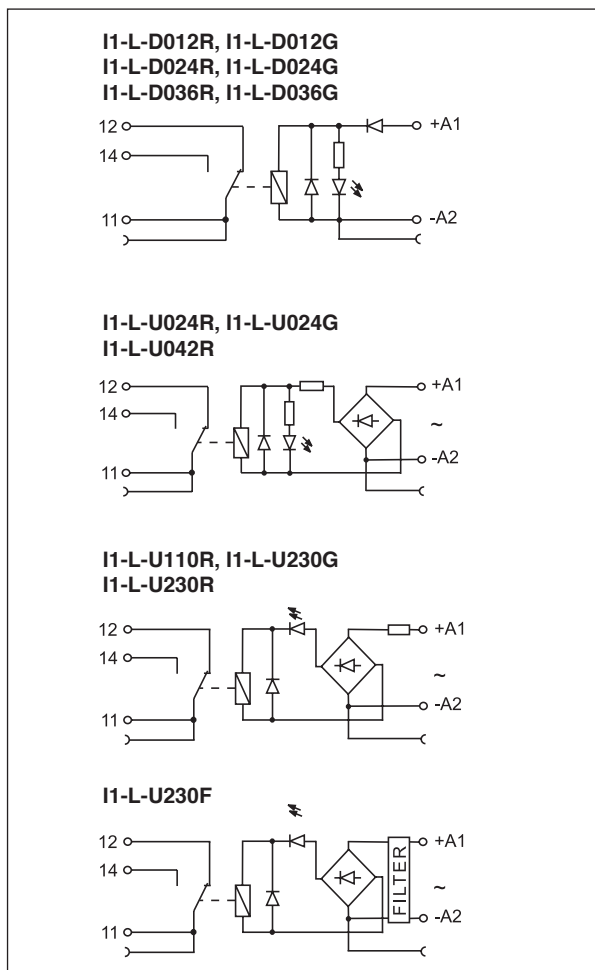 I1-L-D012R, I1-L-D012G
I1-L-D024R, I1-L-D024G
I1-L-D036R, I1-L-D036G
12
+A1
14
11
-A2
I1-L-U024R, I1-L-U024G
I1-L-U042R
12
+A1
14
~
11
-A2
I1-L-U110R, I1-L-U230G
I1-L-U230R
12
+A1
14
~
11
-A2
I1-L-U230F
12
+A1
14
FILTER
~
11
-A2